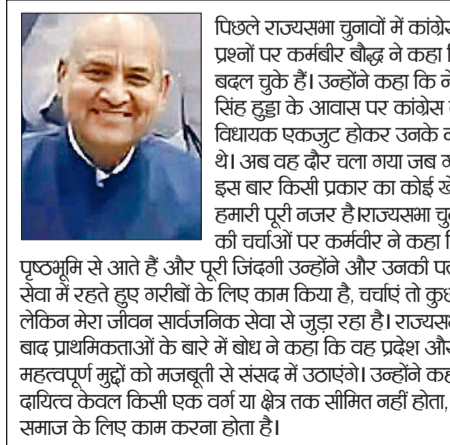 पिछले राज्यसभा चुनावों में कांग्रेस
प्रश्नों पर कर्मबीर बौद्ध ने कहा
बदल चुके हैं। उन्होंने कहा कि
सिंह हुड्डा के आवास पर कांग्रेस
विधायक एकजुट होकर उनके
थे। अब वह दौर चला गया जब
इस बार किसी प्रकार का कोई
हमारी पूरी नजर है।राज्यसभा
की चर्चाओं पर कर्मवीर ने कहा
पृष्ठभूमि से आते हैं और पूरी जिंदगी उन्होंने और उनकी
सेवा में रहते हुए गरीबों के लिए काम किया है, चर्चाएं तो
लेकिन मेरा जीवन सार्वजनिक सेवा से जुड़ा रहा है।
बाद प्राथमिकताओं के बारे में बोध ने कहा कि वह प्रदेश
महत्वपूर्ण मुद्दों को मजबूती से संसद में उठाएंगे। उन्होंने
दायित्व केवल किसी एक वर्ग या क्षेत्र तक सीमित नहीं होता,
समाज के लिए काम करना होता है।